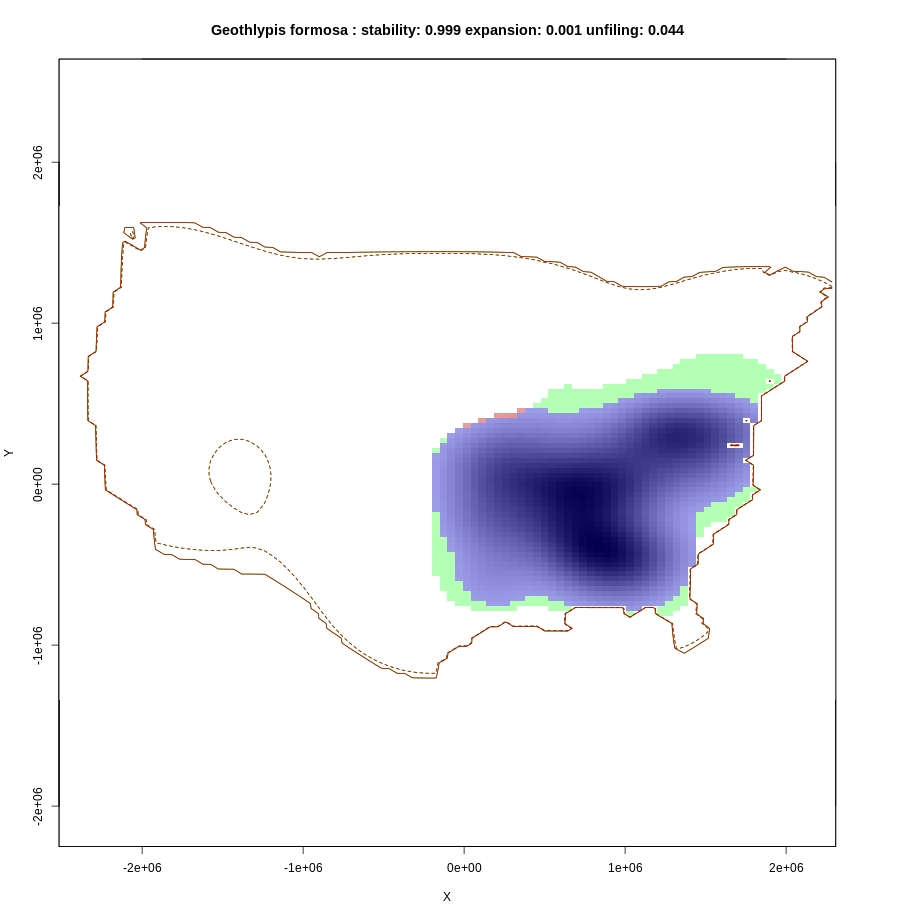 Geothlypis formosa : stability: 0.999 expansion: 0.001 unfiling: 0.044
2e+06
1e+06
0e+00
-1e+06
-2e+06
Y
-2e+06 -1e+06 0e+00 1e+06 2e+06
X